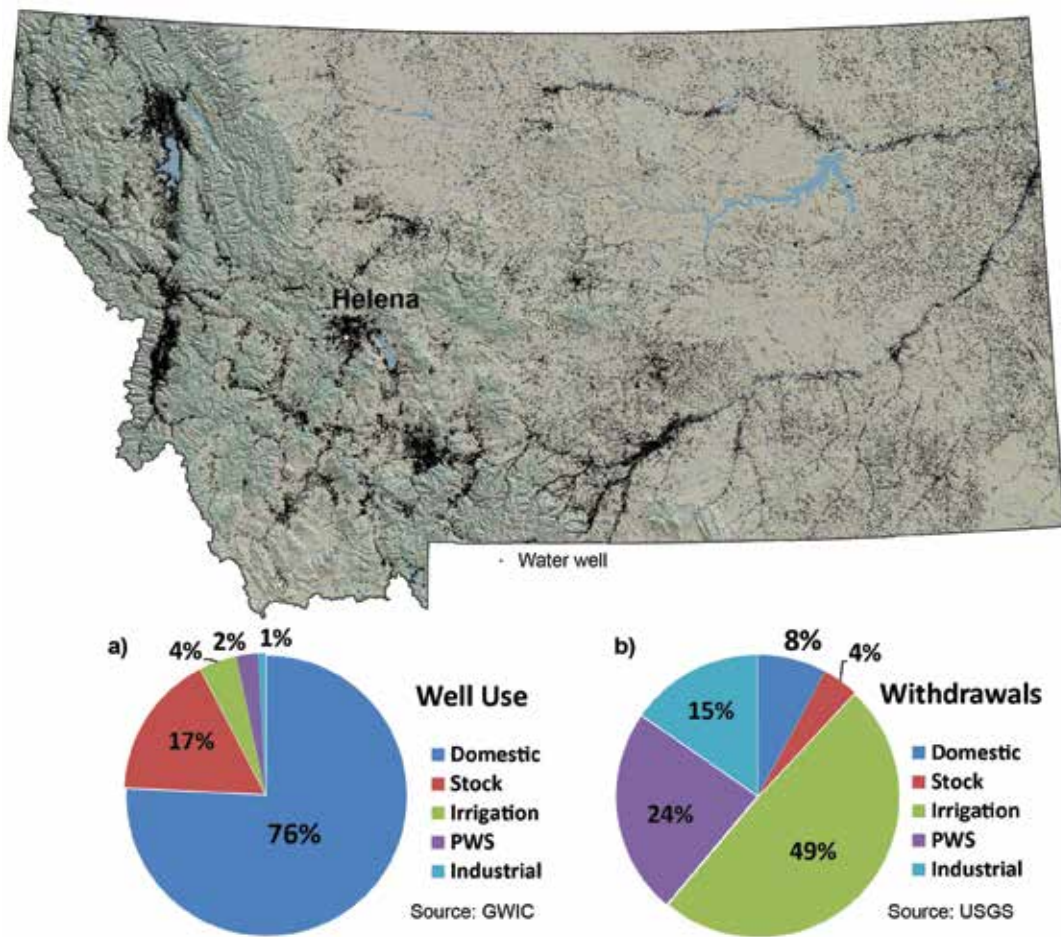 Helena
Water well
a)
4%
2%
1%
17%
76%
Well Use
Domestic
Stock
Irrigation
PWS
Industrial
Source: GWIC
b)
8%
4%
15%
24%
49%
Withdrawals
Domestic
Stock
Irrigation
PWS
Industrial
Source: USGS